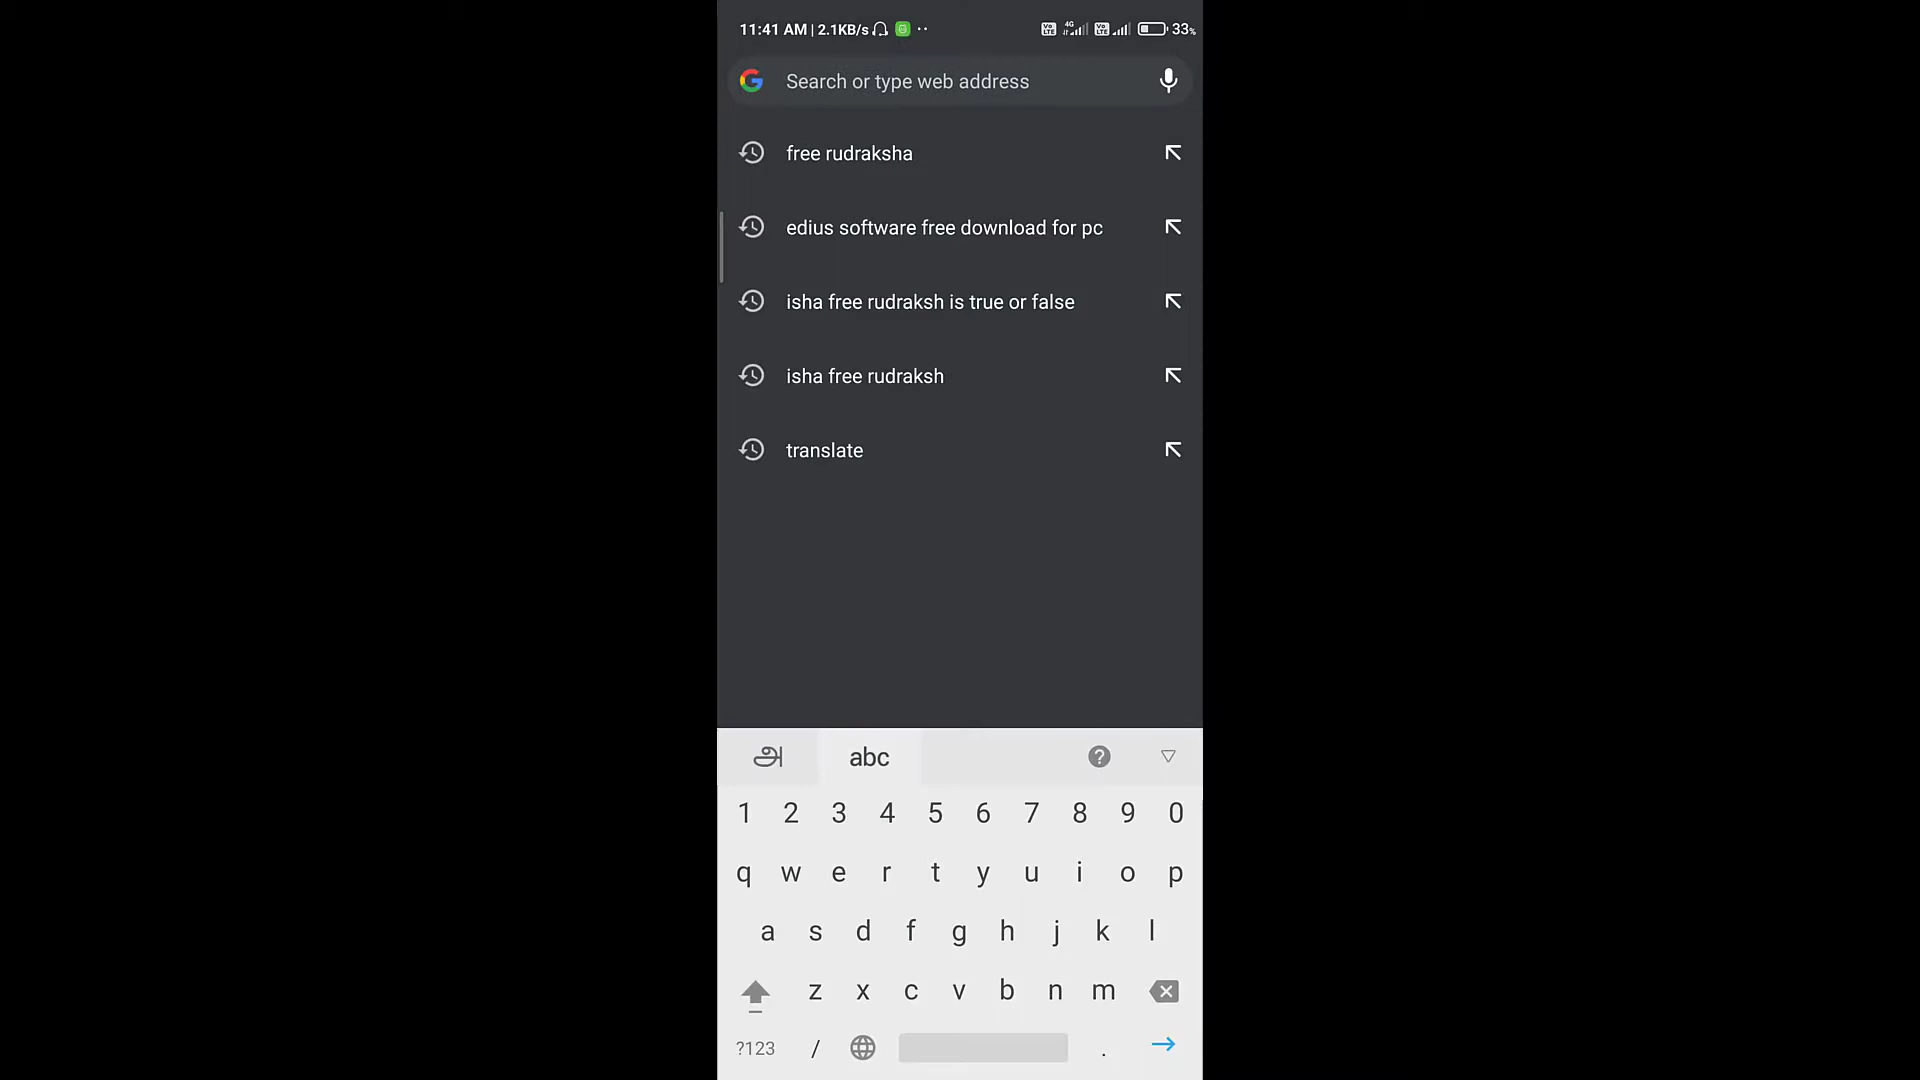 11:41 AM | 2.1KB/s 4G 33%
Search or type web address
free rudraksha
edius software free download for pc
isha free rudraksh is true or false
isha free rudraksh
translate
அ abc ?
1 2 3 4 5 6 7 8 9 0
q w e r t y u i o p
a s d f g h j k l
z x c v b n m
?123 / .